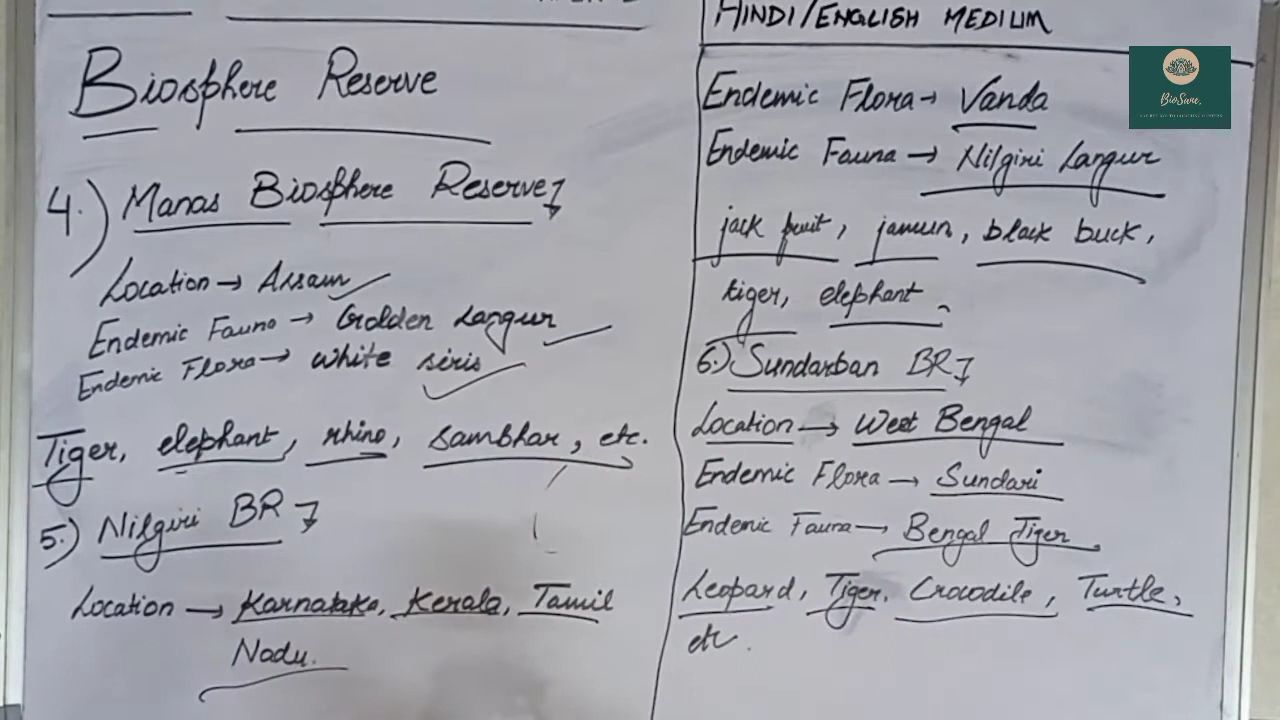 Biosphere Reserve
4.) Manas Biosphere Reserve
Location → Assam
Endemic Fauna → Golden Langur
Endemic Flora → White siris
Tiger, elephant, rhino, sambhar, etc.
5.) Nilgiri BR
Location → Karnataka, Kerala, Tamil
Nadu.
HINDI/ENGLISH MEDIUM
Endemic Flora → Vanda
Endemic Fauna → Nilgiri Langur
jack fruit, jamun, black buck,
tiger, elephant
6.) Sundarban BR
Location → West Bengal
Endemic Flora → Sundari
Endemic Fauna → Bengal Tiger
Leopard, Tiger, Crocodile, Turtle,
etc.
BioSane.